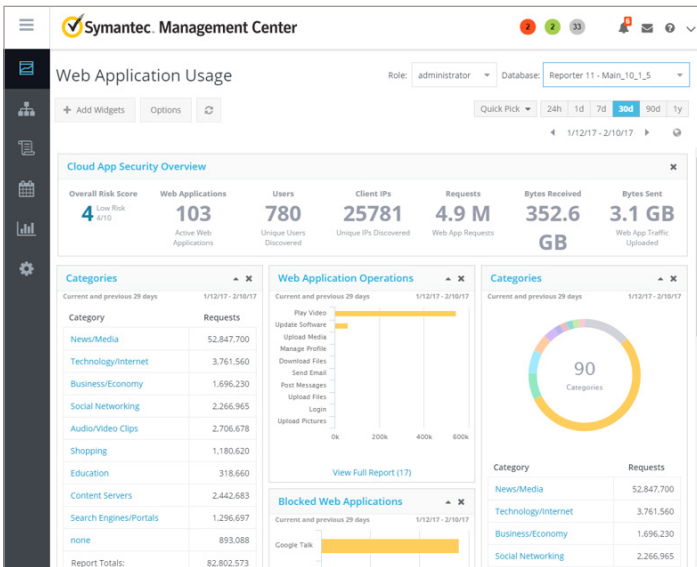 Symantec Management Center
2 2 33
6
Web Application Usage
Role: administrator Database: Reporter 11 - Main_10_1_5
+ Add Widgets Options
Quick Pick 24h 1d 7d 30d 90d 1y
1/12/17 - 2/10/17
Cloud App Security Overview
Overall Risk Score Web Applications Users Client IPs Requests Bytes Received Bytes Sent
4 Low Risk 4/10 103 780 25781 4.9 M 352.6 GB 3.1 GB
Active Web Applications Unique Users Discovered Unique IPs Discovered Web App Requests Web App Traffic Uploaded
Categories
Current and previous 29 days 1/12/17 - 2/10/17
Category Requests
News/Media 52,847,700
Technology/Internet 3,761,560
Business/Economy 1,696,230
Social Networking 2,266,965
Audio/Video Clips 2,706,678
Shopping 1,180,620
Education 318,660
Content Servers 2,442,683
Search Engines/Portals 1,296,697
none 893,088
Report Totals: 82,802,573
Web Application Operations
Current and previous 29 days 1/12/17 - 2/10/17
Play Video
Update Software
Upload Media
Manage Profile
Download Files
Send Email
Post Messages
Upload Files
Login
Upload Pictures
0k 200k 400k 600k
View Full Report (17)
Blocked Web Applications
Current and previous 29 days 1/12/17 - 2/10/17
Google Talk
Categories
Current and previous 29 days 1/12/17 - 2/10/17
90
Categories
Category Requests
News/Media 52,847,700
Technology/Internet 3,761,560
Business/Economy 1,696,230
Social Networking 2,266,965